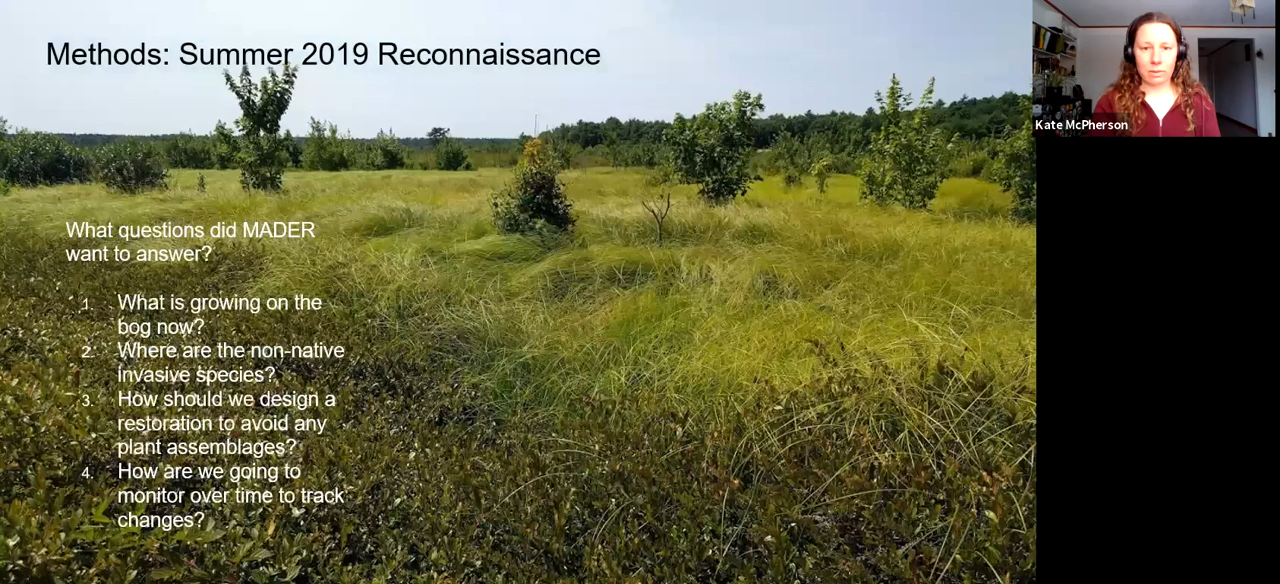 Methods: Summer 2019 Reconnaissance
Kate McPherson
What questions did MADER
want to answer?
1. What is growing on the
bog now?
2. Where are the non-native
invasive species?
3. How should we design a
restoration to avoid any
plant assemblages?
4. How are we going to
monitor over time to track
changes?